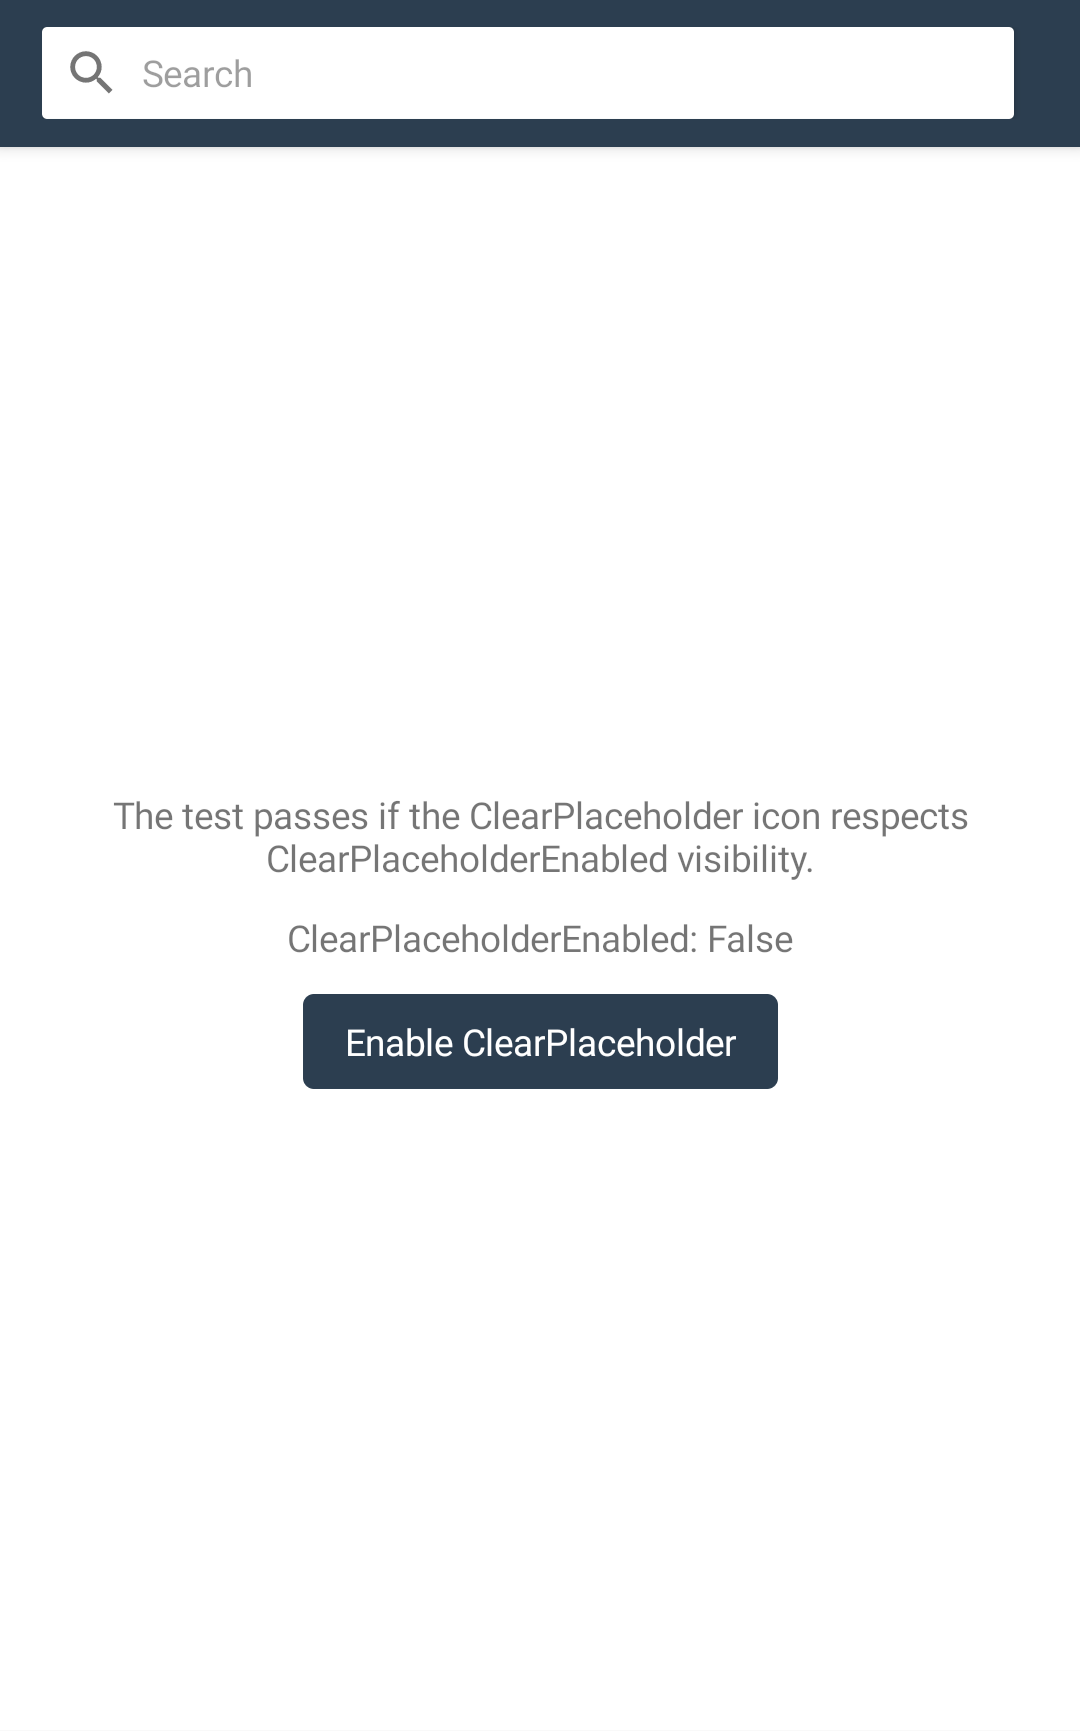 Search
The test passes if the ClearPlaceholder icon respects
ClearPlaceholderEnabled visibility.
ClearPlaceholderEnabled: False
Enable ClearPlaceholder